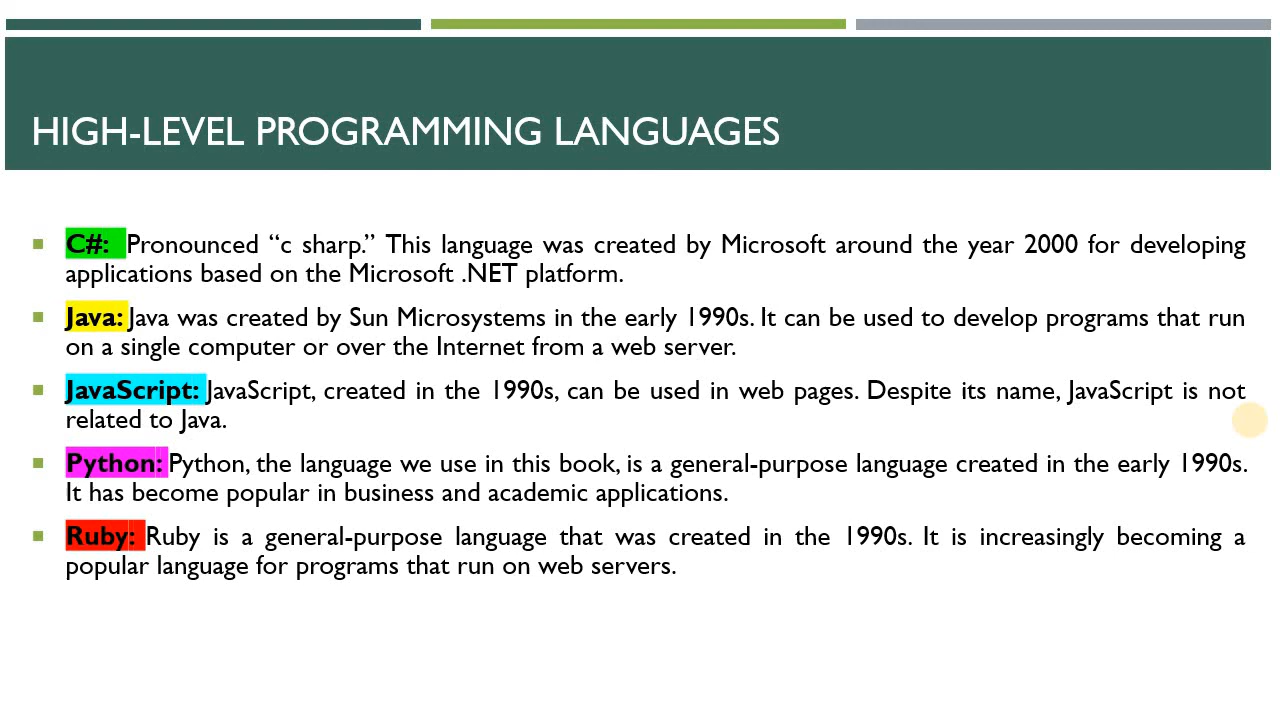 HIGH-LEVEL PROGRAMMING LANGUAGES
C#: Pronounced “c sharp.” This language was created by Microsoft around the year 2000 for developing
applications based on the Microsoft .NET platform.
Java: Java was created by Sun Microsystems in the early 1990s. It can be used to develop programs that run
on a single computer or over the Internet from a web server.
JavaScript: JavaScript, created in the 1990s, can be used in web pages. Despite its name, JavaScript is not
related to Java.
Python: Python, the language we use in this book, is a general-purpose language created in the early 1990s.
It has become popular in business and academic applications.
Ruby: Ruby is a general-purpose language that was created in the 1990s. It is increasingly becoming a
popular language for programs that run on web servers.